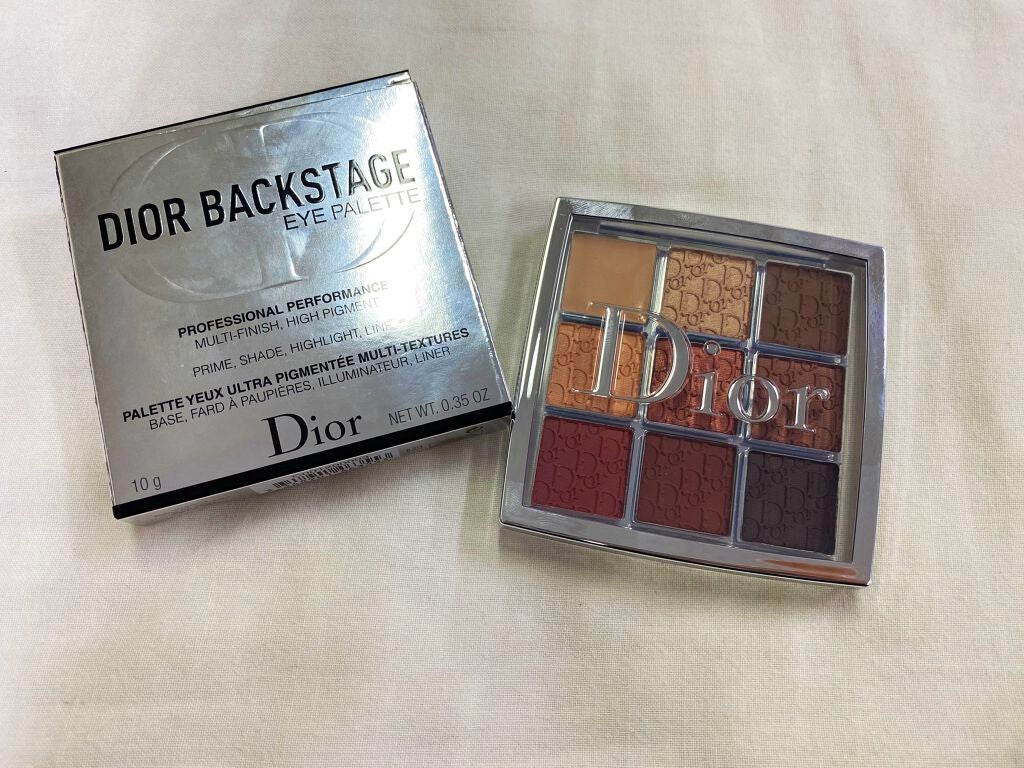 DIOR BACKSTAGE
EYE PALETTE
PROFESSIONAL PERFORMANCE
MULTI-FINISH, HIGH PIGMENT
PRIME, SHADE, HIGHLIGHT, LINE
PALETTE YEUX ULTRA PIGMENTÉE MULTI-TEXTURES
BASE, FARD À PAUPIÈRES, ILLUMINATEUR, LINER
Dior
NET WT. 0.35 OZ
10 g
Dior